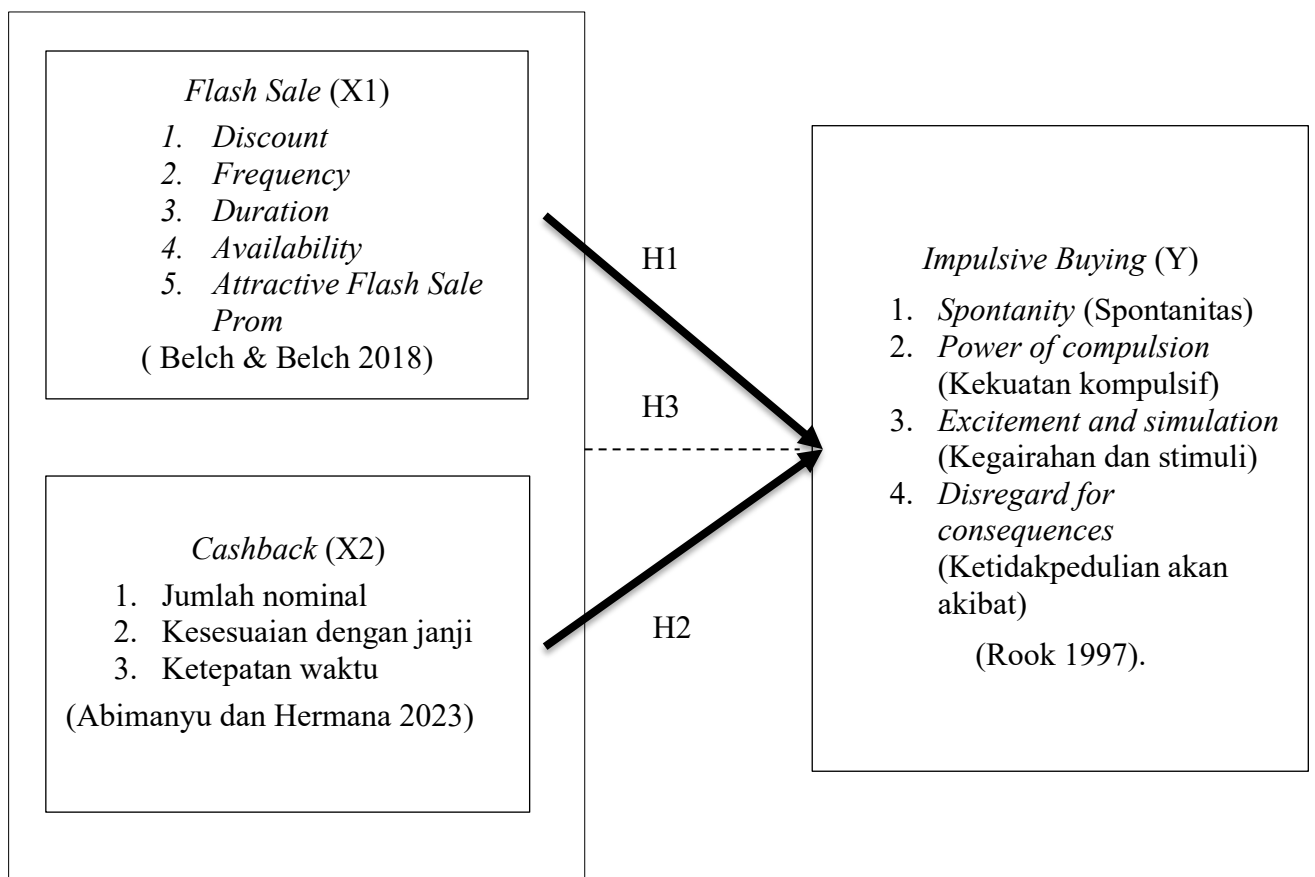 Flash Sale (X1)
1. Discount
2. Frequency
3. Duration
4. Availability
5. Attractive Flash Sale
Prom
( Belch & Belch 2018)
Cashback (X2)
1. Jumlah nominal
2. Kesesuaian dengan janji
3. Ketepatan waktu
(Abimanyu dan Hermana 2023)
H1
H3
H2
Impulsive Buying (Y)
1. Spontanity (Spontanitas)
2. Power of compulsion
(Kekuatan kompulsif)
3. Excitement and simulation
(Kegairahan dan stimuli)
4. Disregard for
consequences
(Ketidakpedulian akan
akibat)
(Rook 1997).